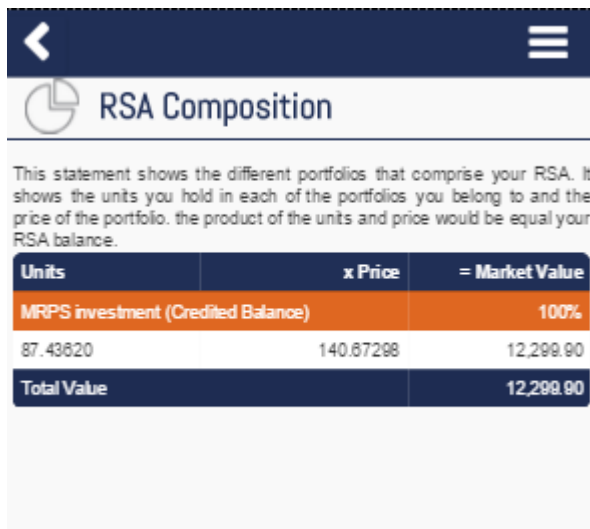 RSA Composition
This statement shows the different portfolios that comprise your RSA. It
shows the units you hold in each of the portfolios you belong to and the
price of the portfolio. the product of the units and price would be equal your
RSA balance.
Units x Price = Market Value
MRPS investment (Credited Balance) 100%
87.43620 140.67298 12,299.90
Total Value 12,299.90